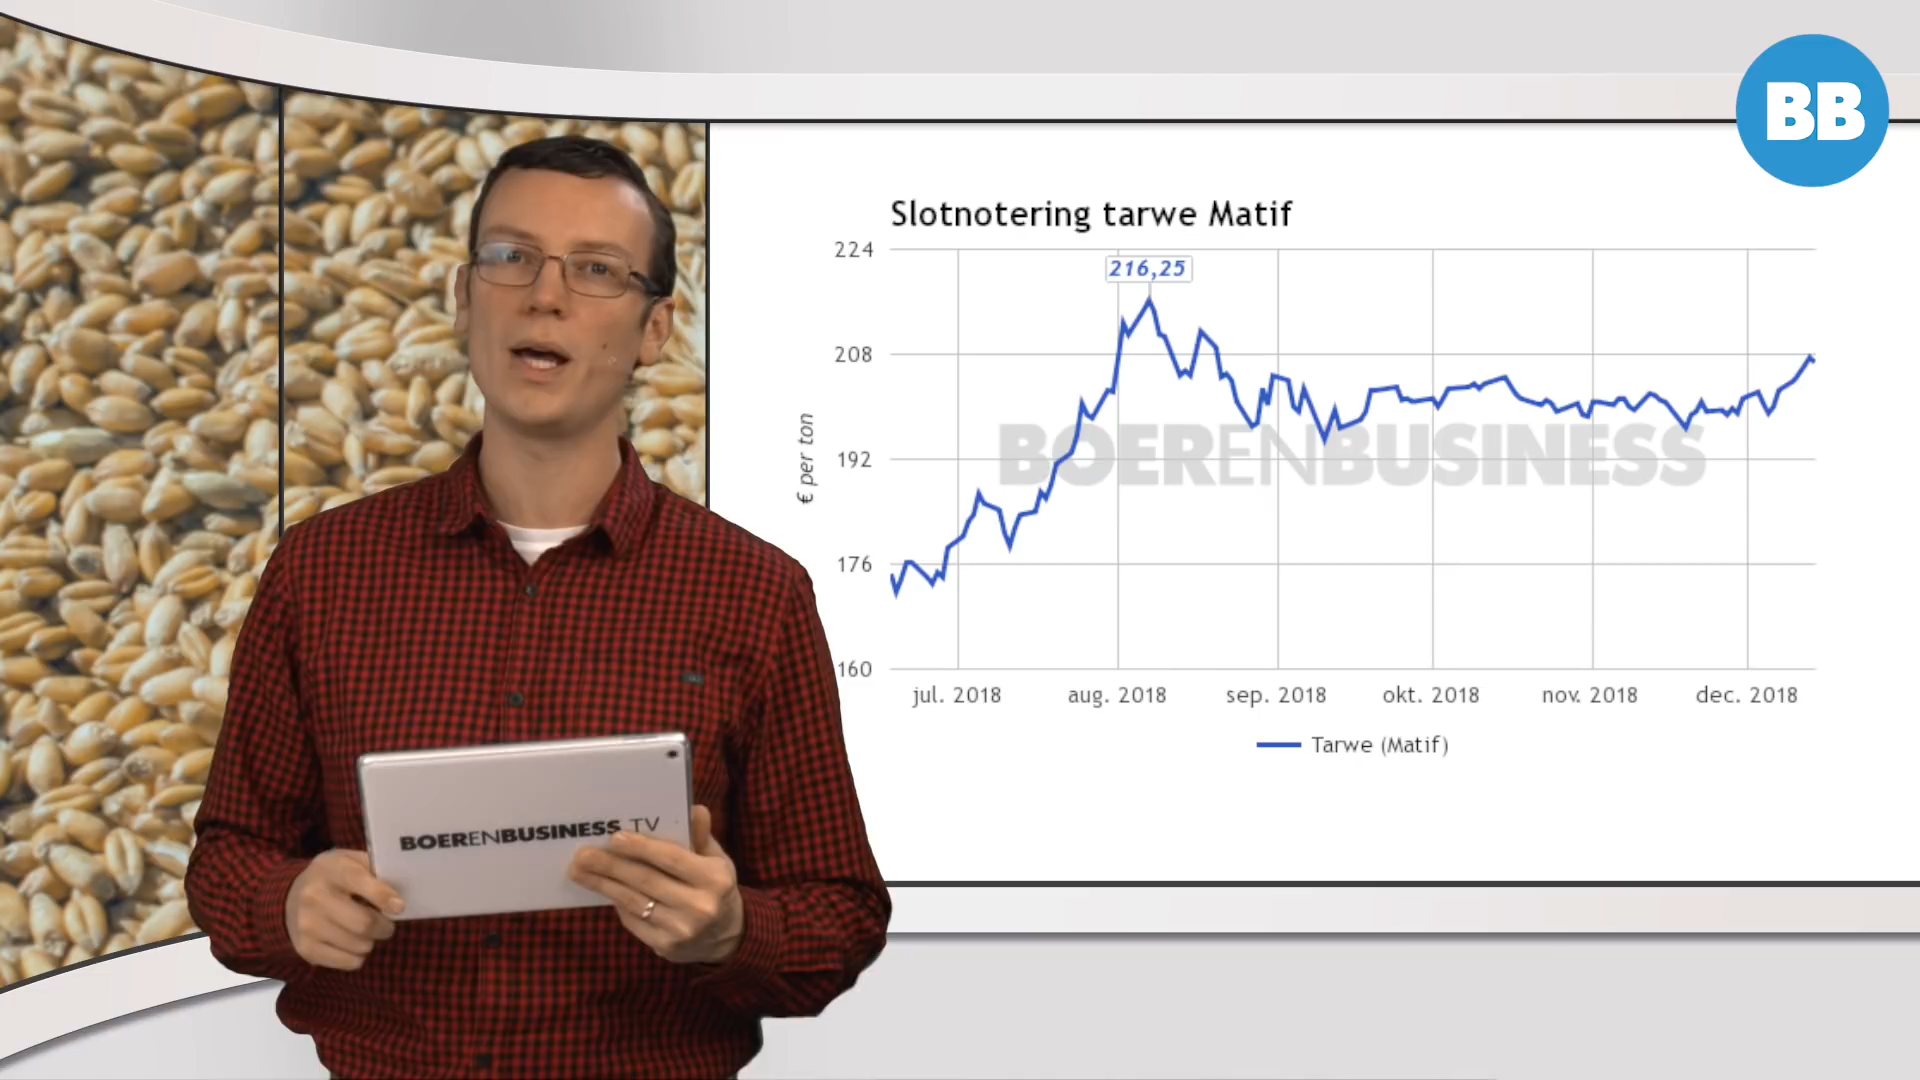 BB
Slotnotering tarwe Matif
224
216,25
208
€ per ton
192
BOERENBUSINESS
176
160
jul. 2018
aug. 2018
sep. 2018
okt. 2018
nov. 2018
dec. 2018
Tarwe (Matif)
BOERENBUSINESS TV